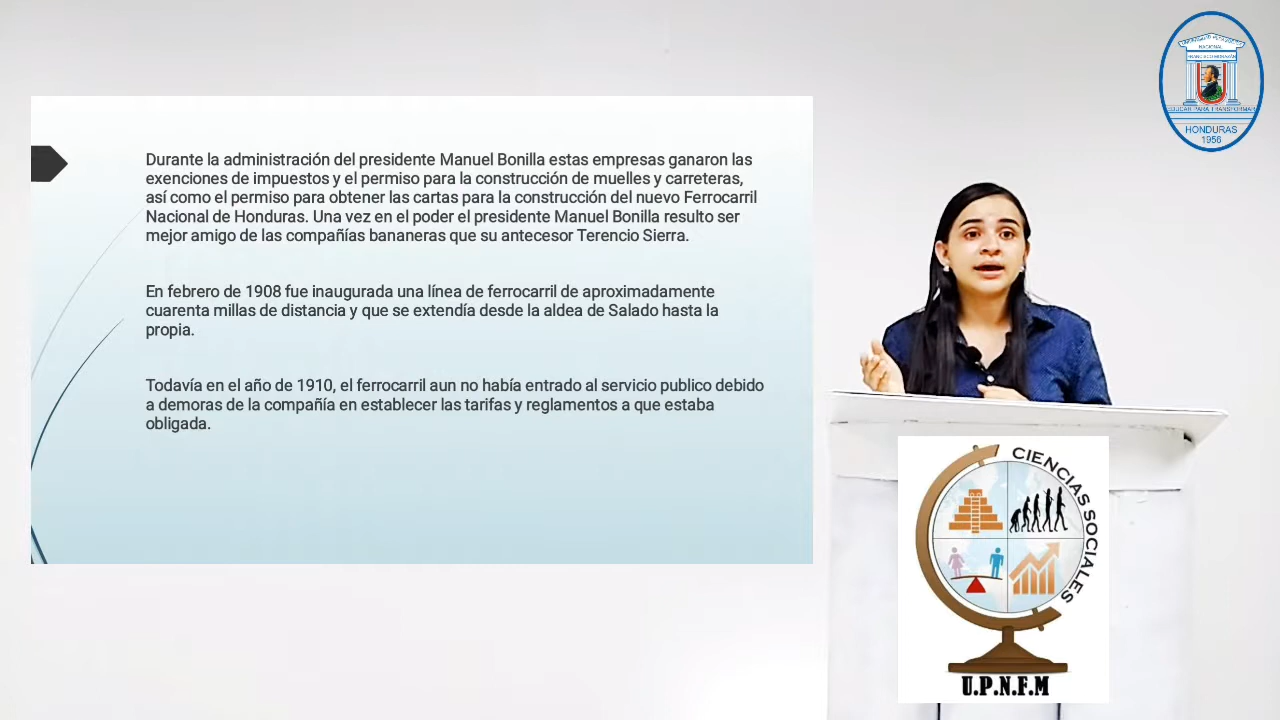 Durante la administración del presidente Manuel Bonilla estas empresas ganaron las
exenciones de impuestos y el permiso para la construcción de muelles y carreteras,
así como el permiso para obtener las cartas para la construcción del nuevo Ferrocarril
Nacional de Honduras. Una vez en el poder el presidente Manuel Bonilla resulto ser
mejor amigo de las compañías bananeras que su antecesor Terencio Sierra.
En febrero de 1908 fue inaugurada una línea de ferrocarril de aproximadamente
cuarenta millas de distancia y que se extendía desde la aldea de Salado hasta la
propia.
Todavía en el año de 1910, el ferrocarril aun no había entrado al servicio publico debido
a demoras de la compañía en establecer las tarifas y reglamentos a que estaba
obligada.
NACIONAL
EDUCAR PARA TRANSFORMAR
HONDURAS
1956
CIENCIAS SOCIALES
U.P.N.F.M